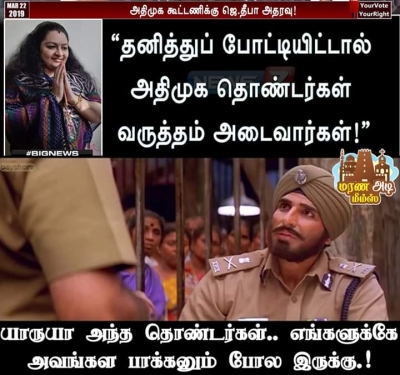 MAR 22
2019
அதிமுக கூட்டணிக்கு ஜெ.தீபா அதரவு!
YourVote
YourRight
“தனித்துப் போட்டியிட்டால்
அதிமுக தொண்டர்கள்
வருத்தம் அடைவார்கள்!”
#BIGNEWS
மரண அடி
மீம்ஸ்
யாருயா அந்த தொண்டர்கள்.. எங்களுக்கே
அவங்கள பாக்கனும் போல இருக்கு.!